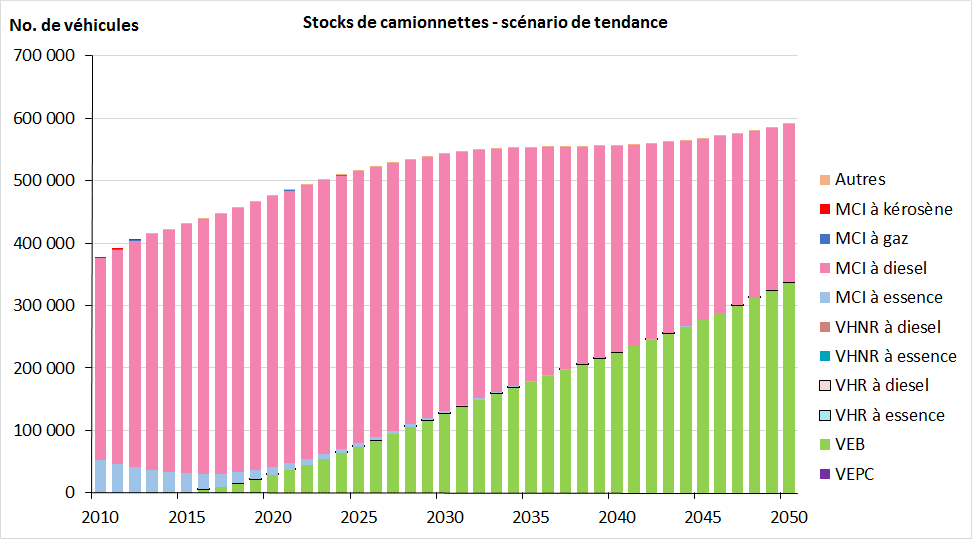 Stocks de camionnettes - scénario de tendance
No. de véhicules
700 000
600 000
500 000
400 000
300 000
200 000
100 000
0
2010 2015 2020 2025 2030 2035 2040 2045 2050
Autres
MCI à kérosène
MCI à gaz
MCI à diesel
MCI à essence
VHNR à diesel
VHNR à essence
VHR à diesel
VHR à essence
VEB
VEPC